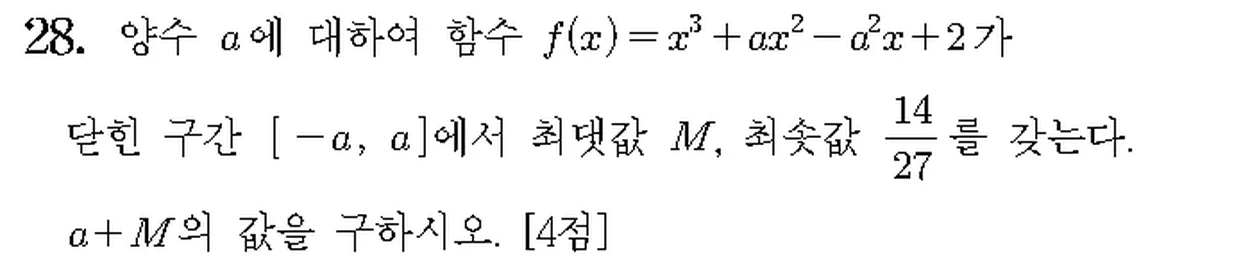 28. 양수 a에 대하여 함수 f(x)=x³+ax²-a²x+2가
닫힌 구간 [-a, a]에서 최댓값 M, 최솟값 14/27를 갖는다.
a+M의 값을 구하시오. [4점]